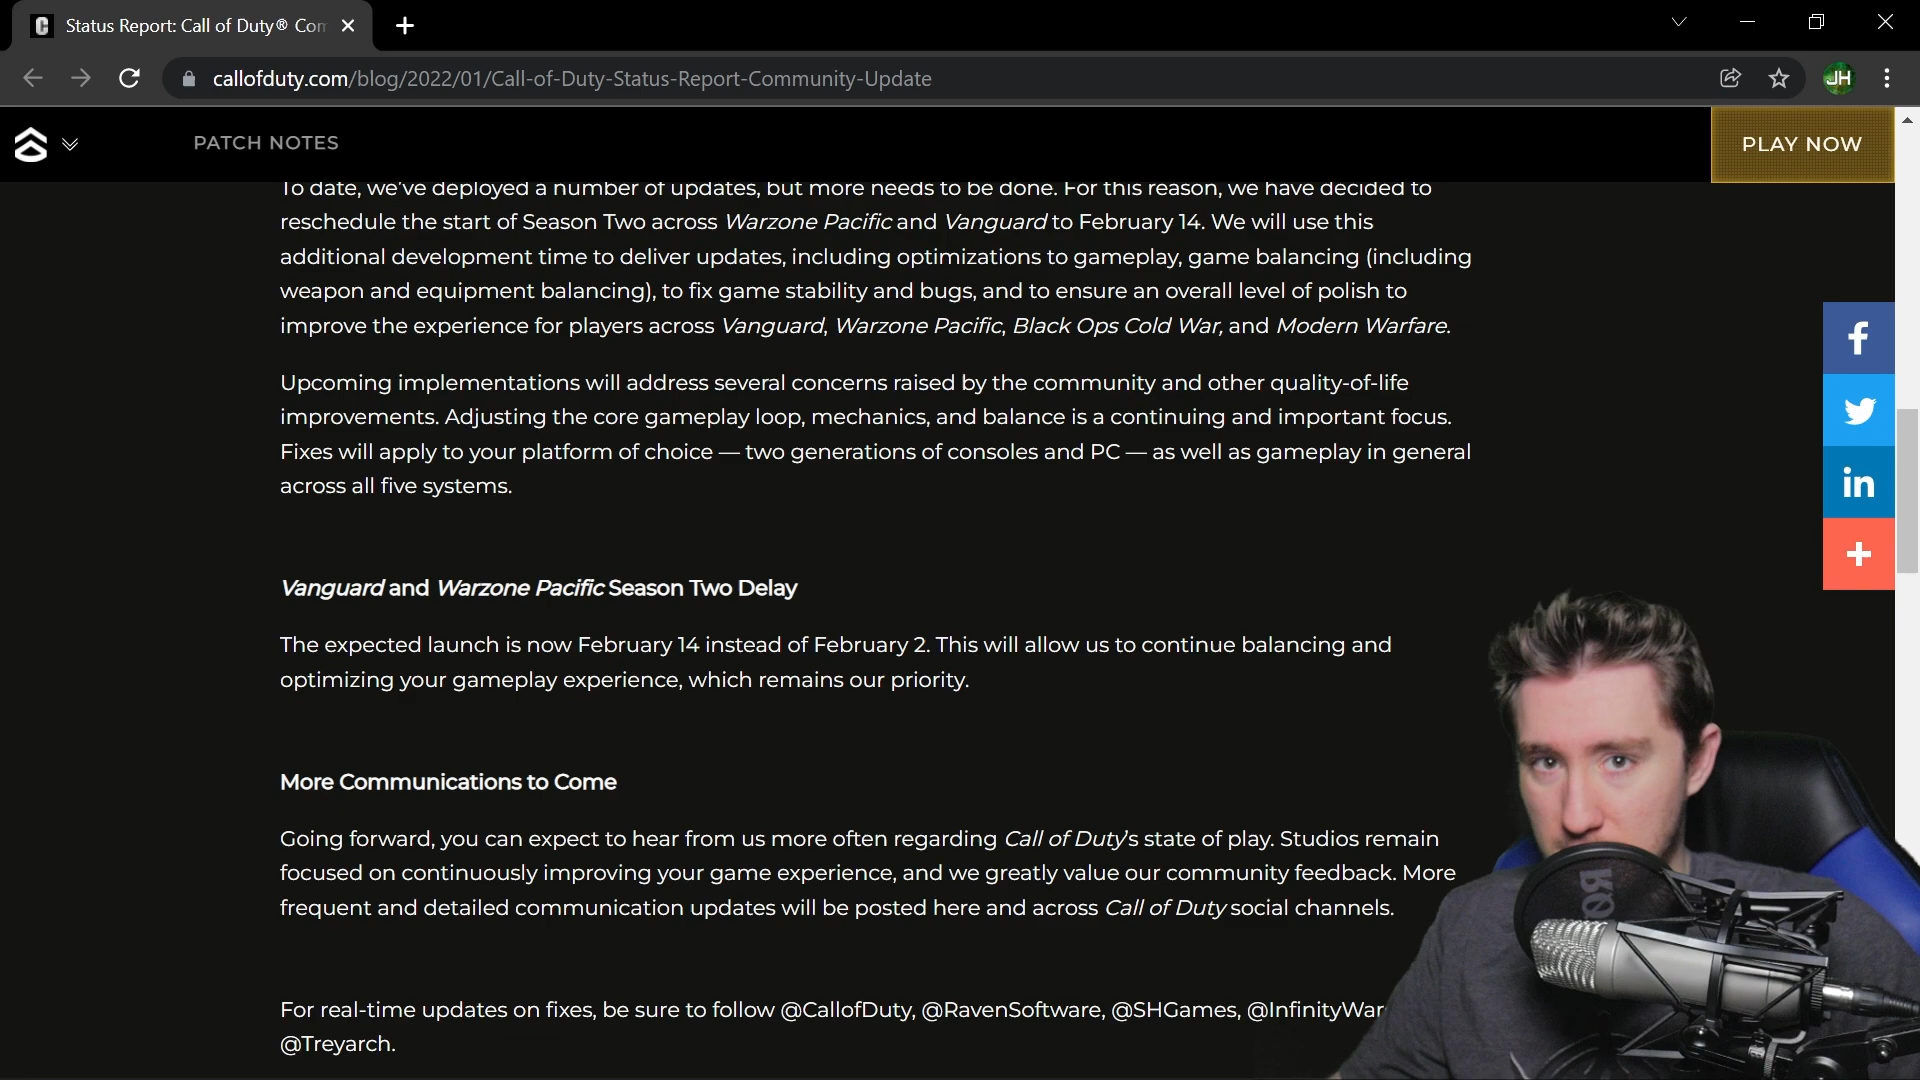 Status Report: Call of Duty® Com
callofduty.com/blog/2022/01/Call-of-Duty-Status-Report-Community-Update
JH
PATCH NOTES
PLAY NOW
To date, we've deployed a number of updates, but more needs to be done. For this reason, we have decided to
reschedule the start of Season Two across Warzone Pacific and Vanguard to February 14. We will use this
additional development time to deliver updates, including optimizations to gameplay, game balancing (including
weapon and equipment balancing), to fix game stability and bugs, and to ensure an overall level of polish to
improve the experience for players across Vanguard, Warzone Pacific, Black Ops Cold War, and Modern Warfare.
Upcoming implementations will address several concerns raised by the community and other quality-of-life
improvements. Adjusting the core gameplay loop, mechanics, and balance is a continuing and important focus.
Fixes will apply to your platform of choice — two generations of consoles and PC — as well as gameplay in general
across all five systems.
Vanguard and Warzone Pacific Season Two Delay
The expected launch is now February 14 instead of February 2. This will allow us to continue balancing and
optimizing your gameplay experience, which remains our priority.
More Communications to Come
Going forward, you can expect to hear from us more often regarding Call of Duty's state of play. Studios remain
focused on continuously improving your game experience, and we greatly value our community feedback. More
frequent and detailed communication updates will be posted here and across Call of Duty social channels.
For real-time updates on fixes, be sure to follow @CallofDuty, @RavenSoftware, @SHGames, @InfinityWar
@Treyarch.